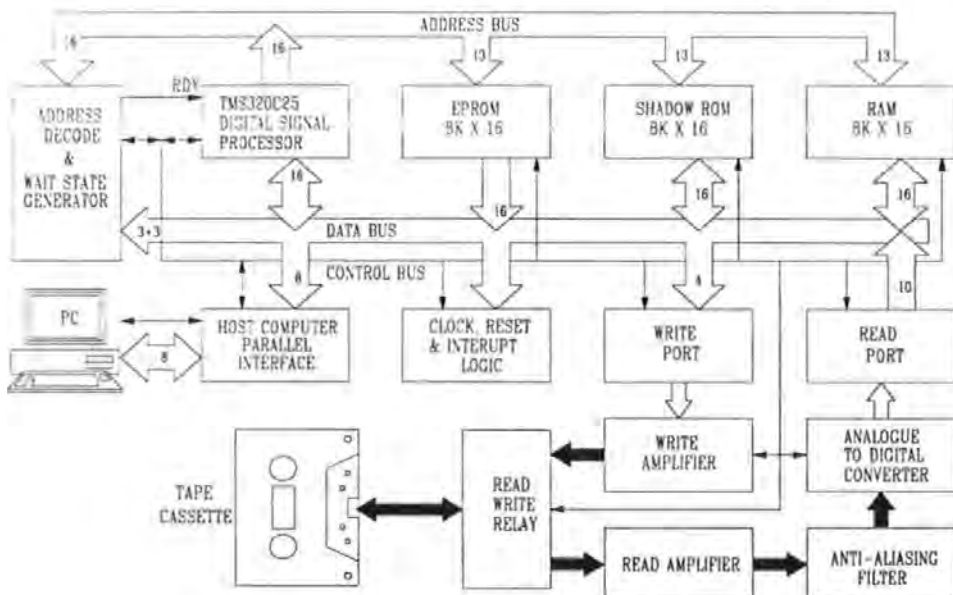 ADDRESS BUS
16
16
13
13
13
RDY
ADDRESS
DECODE
&
WAIT STATE
GENERATOR
TMS320C25
DIGITAL SIGNAL
PROCESSOR
EPROM
8K X 16
SHADOW ROM
8K X 16
RAM
8K X 16
16
16
16
16
3+3
DATA BUS
CONTROL BUS
8
4
10
PC
8
HOST COMPUTER
PARALLEL
INTERFACE
CLOCK, RESET
& INTERUPT
LOGIC
WRITE
PORT
READ
PORT
TAPE
CASSETTE
READ
WRITE
RELAY
WRITE
AMPLIFIER
ANALOGUE
TO DIGITAL
CONVERTER
READ AMPLIFIER
ANTI-ALIASING
FILTER